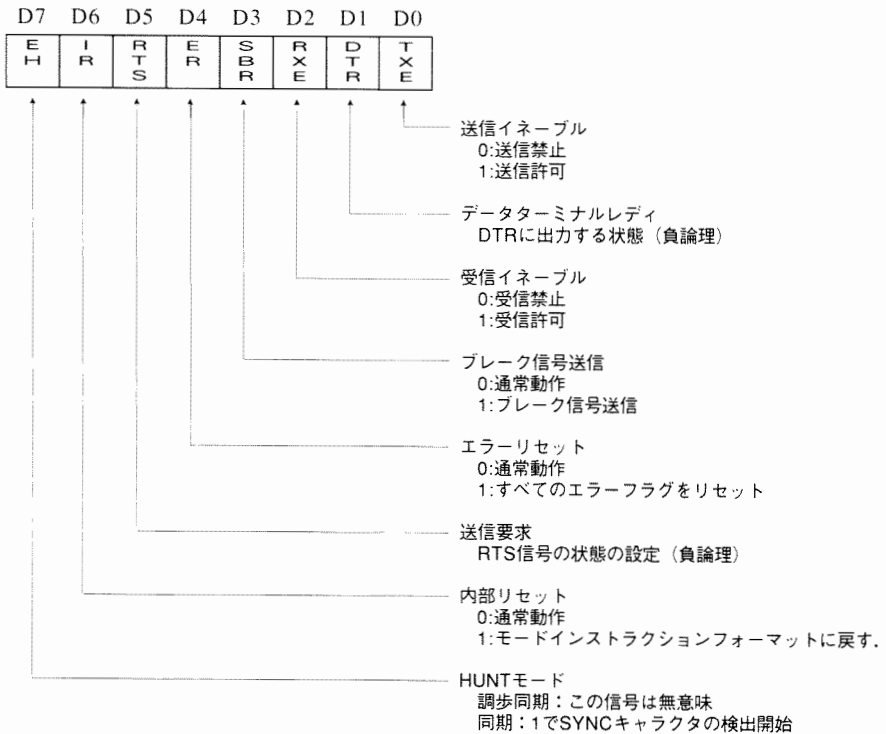 D7 D6 D5 D4 D3 D2 D1 D0
EH IR RTS ER SBR RXE DTR TXE
送信イネーブル
0:送信禁止
1:送信許可
データターミナルレディ
DTRに出力する状態（負論理）
受信イネーブル
0:受信禁止
1:受信許可
ブレーク信号送信
0:通常動作
1:ブレーク信号送信
エラーリセット
0:通常動作
1:すべてのエラーフラグをリセット
送信要求
RTS信号の状態の設定（負論理）
内部リセット
0:通常動作
1:モードインストラクションフォーマットに戻す.
HUNTモード
調歩同期：この信号は無意味
同期：1でSYNCキャラクタの検出開始